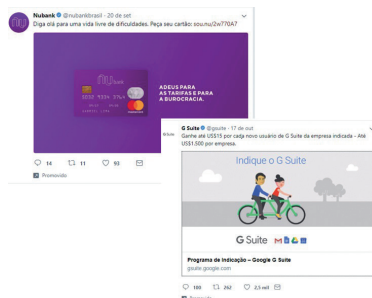 Nubank @nubankbrasil · 20 de set
Diga olá para uma vida livre de dificuldades. Peça seu cartão: sou.nu/2w770A7
nu
bank
ADEUS PARA
AS TARIFAS E PARA
A BUROCRACIA.
14 11 93
Promovido
G Suite @gsuite · 17 de out
Ganhe até US$15 por cada novo usuário de G Suite da empresa indicada – Até
US$1,500 por empresa.
Indique o G Suite
G Suite
Programa de Indicação – Google G Suite
gsuite.google.com
100 262 2,5 mil
Promovido